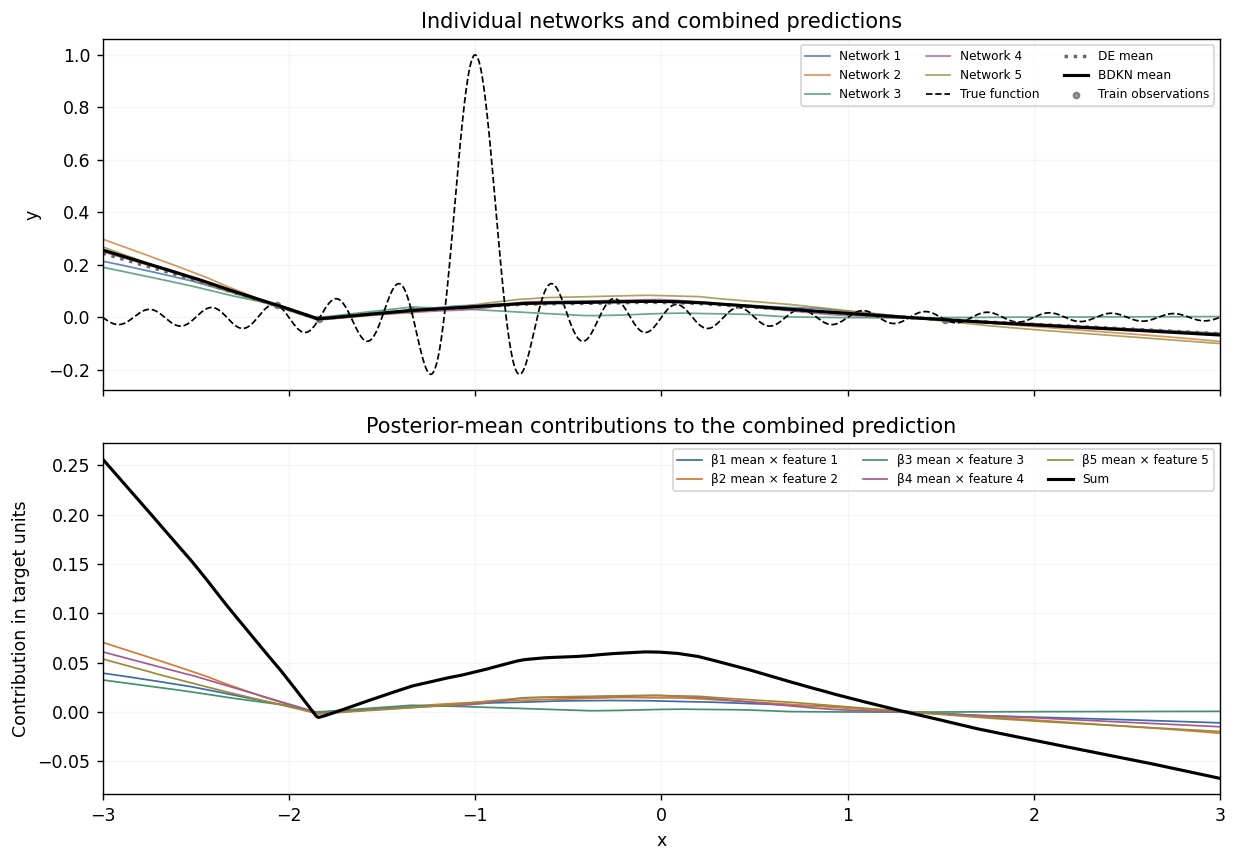 Individual networks and combined predictions
Network 1 Network 4 DE mean
Network 2 Network 5 BDKN mean
Network 3 True function Train observations
1.0
0.8
0.6
0.4
0.2
0.0
−0.2
y
Posterior-mean contributions to the combined prediction
β1 mean × feature 1 β3 mean × feature 3 β5 mean × feature 5
β2 mean × feature 2 β4 mean × feature 4 Sum
0.25
0.20
0.15
0.10
0.05
0.00
−0.05
Contribution in target units
−3 −2 −1 0 1 2 3
x